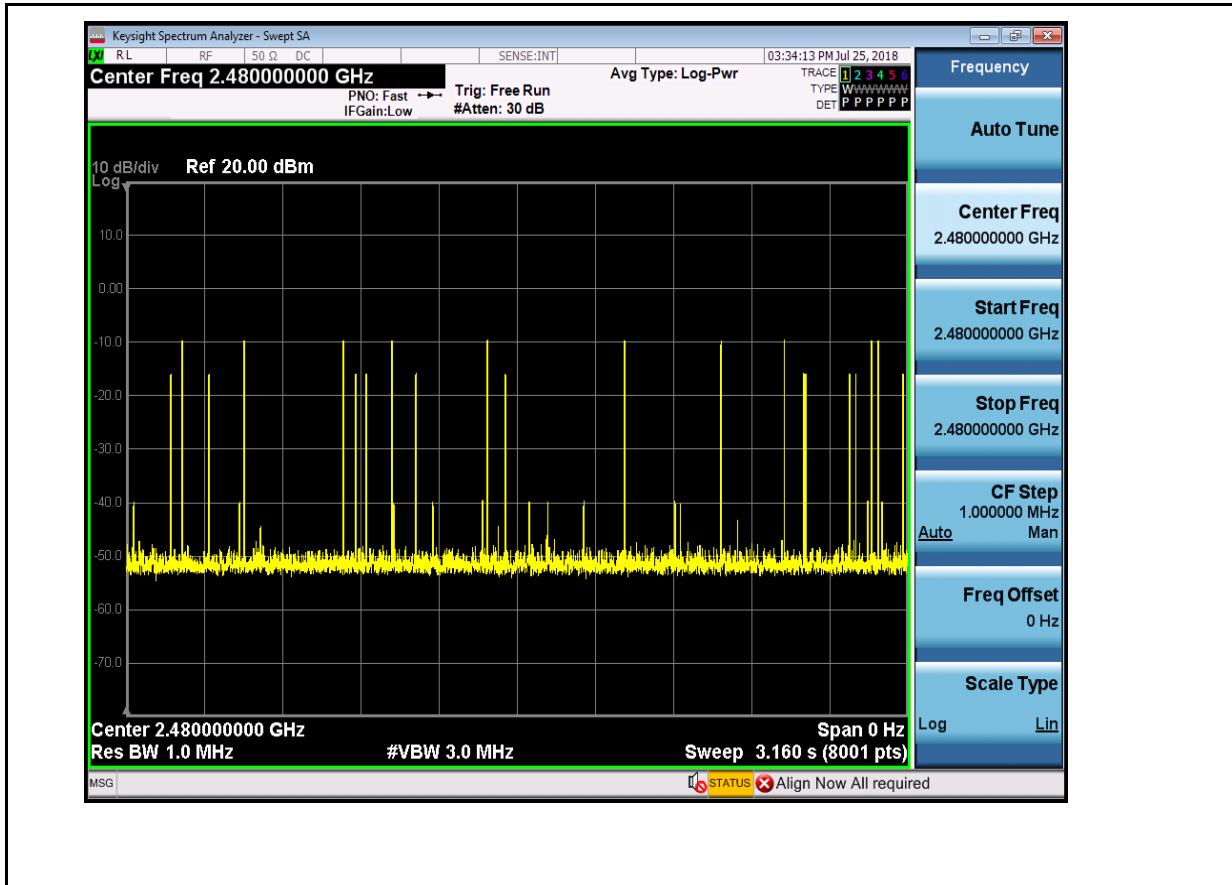 Keysight Spectrum Analyzer - Swept SA
LXI RL RF 50 Ω DC SENSE:INT 03:34:13 PM Jul 25, 2018
Center Freq 2.480000000 GHz
PNO: Fast
IFGain:Low
Trig: Free Run
#Atten: 30 dB
Avg Type: Log-Pwr
TRACE 1 2 3 4 5 6
TYPE WWWWWW
DET P P P P P P
10 dB/div Ref 20.00 dBm
Log
10.0
0.00
-10.0
-20.0
-30.0
-40.0
-50.0
-60.0
-70.0
Center 2.480000000 GHz Span 0 Hz
Res BW 1.0 MHz #VBW 3.0 MHz Sweep 3.160 s (8001 pts)
MSG STATUS Align Now All required
Frequency
Auto Tune
Center Freq
2.480000000 GHz
Start Freq
2.480000000 GHz
Stop Freq
2.480000000 GHz
CF Step
1.000000 MHz
Auto Man
Freq Offset
0 Hz
Scale Type
Log Lin